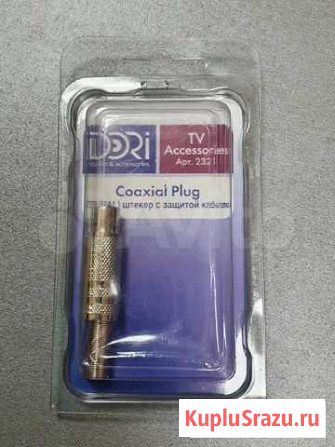 DORI
TV
Accessories
Арт. 2321
Coaxial Plug
штекер с защитой кабеля
KupluSrazu.ru